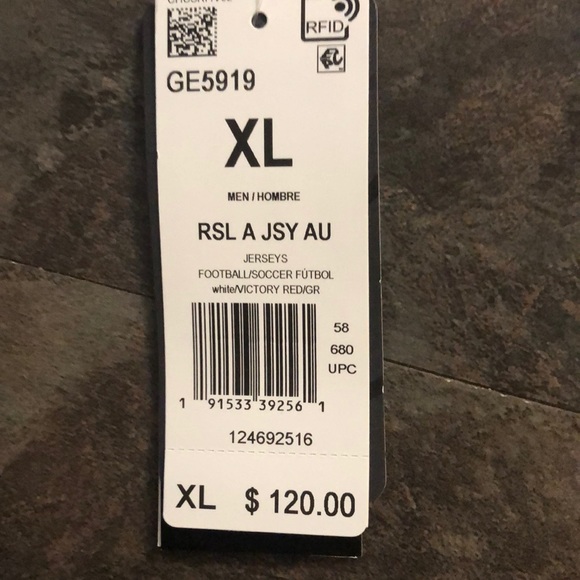 RFID
GE5919
XL
MEN / HOMBRE
RSL A JSY AU
JERSEYS
FOOTBALL/SOCCER FÚTBOL
white/VICTORY RED/GR
58
680
UPC
1 91533 39256 1
124692516
XL $ 120.00